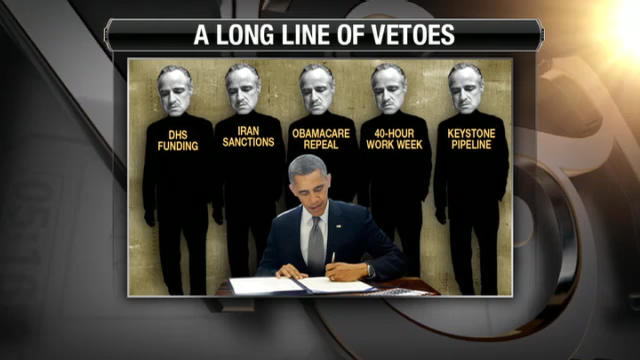 A LONG LINE OF VETOES
DHS
FUNDING
IRAN
SANCTIONS
OBAMACARE
REPEAL
40-HOUR
WORK WEEK
KEYSTONE
PIPELINE